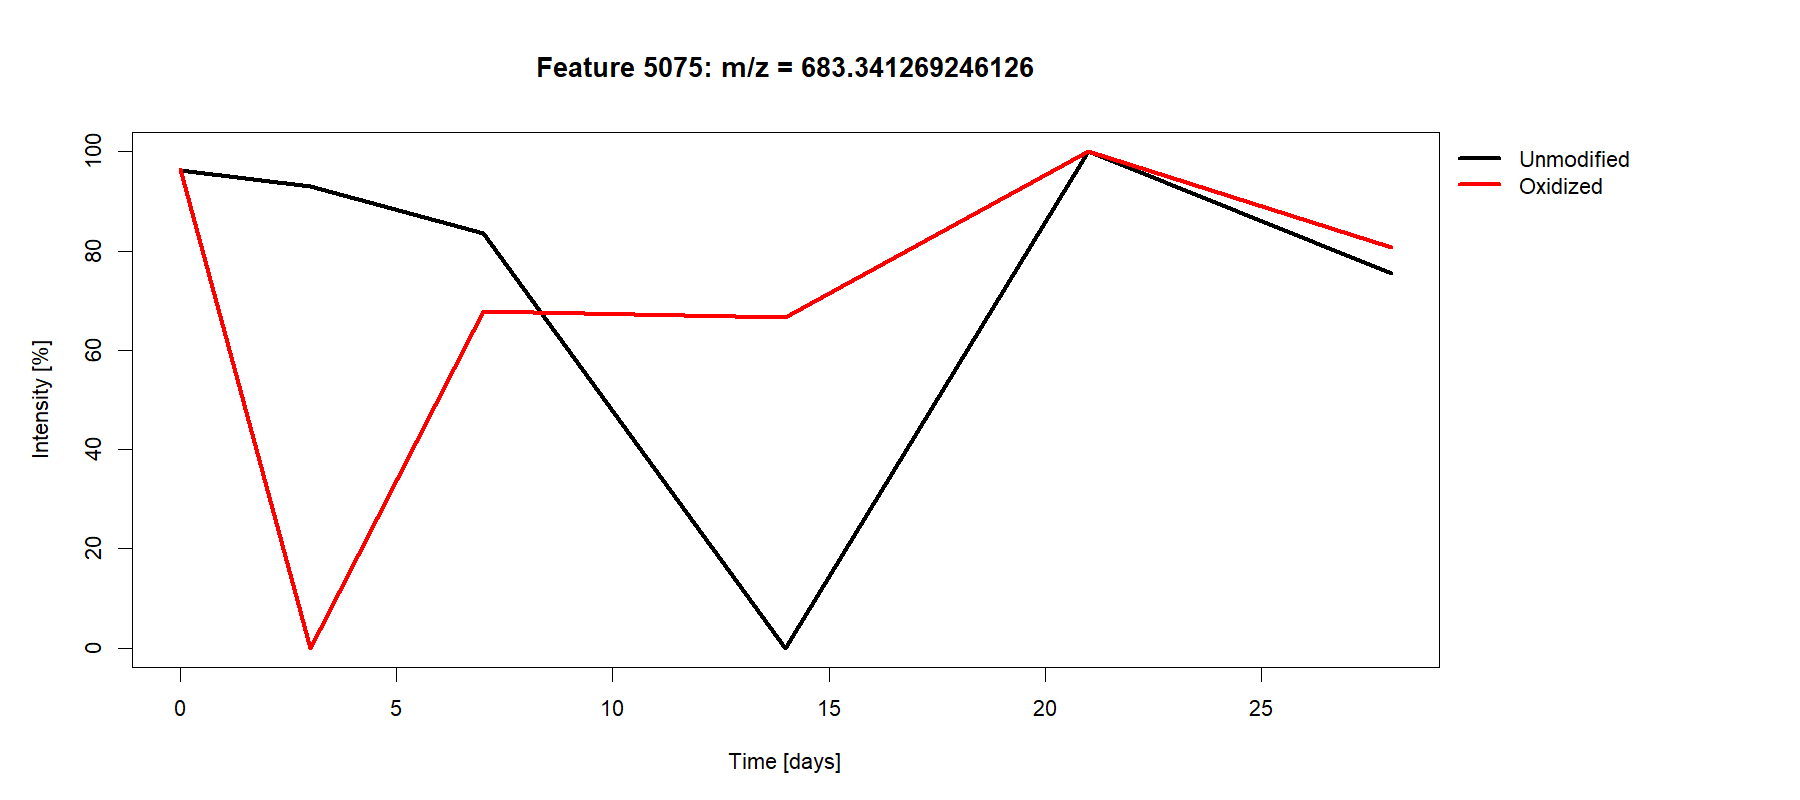 Feature 5075: m/z = 683.341269246126
Unmodified
Oxidized
Intensity [%]
100
80
60
40
20
0
0 5 10 15 20 25
Time [days]